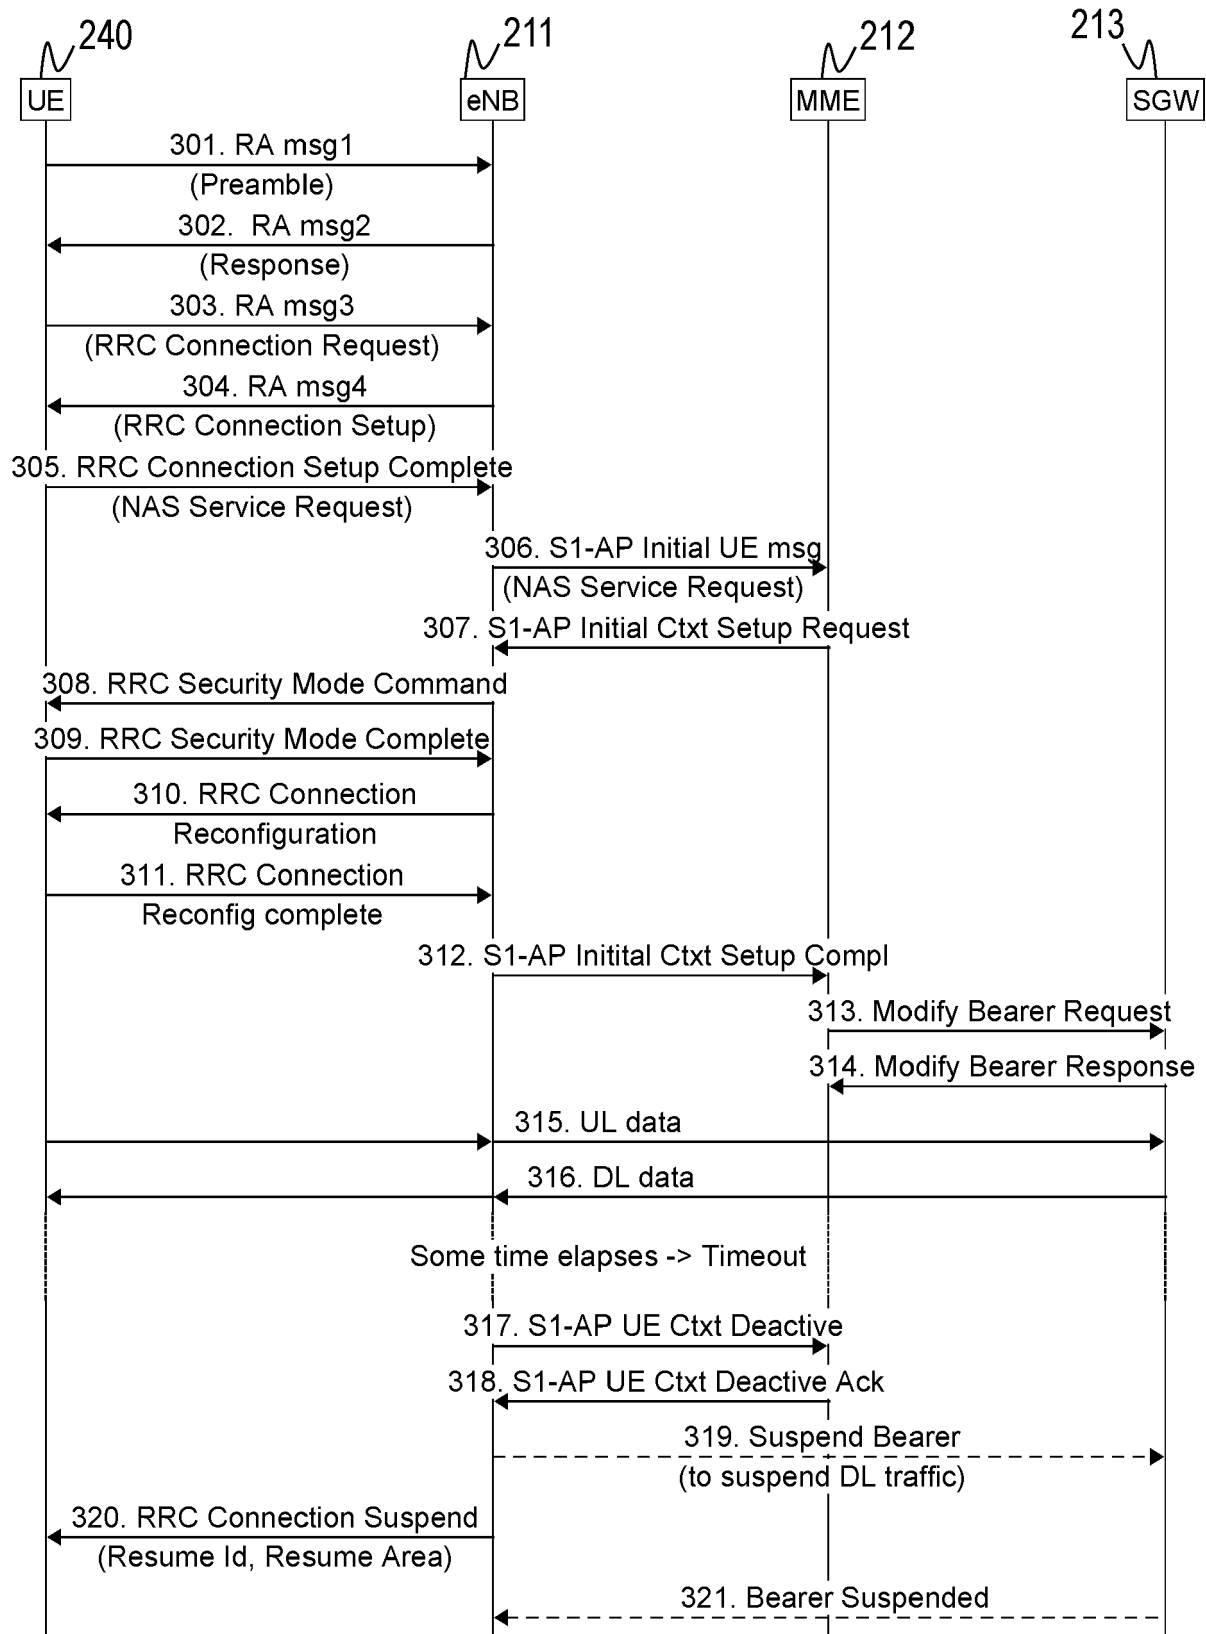 240
211
212
213
UE
eNB
MME
SGW
301. RA msg1
(Preamble)
302. RA msg2
(Response)
303. RA msg3
(RRC Connection Request)
304. RA msg4
(RRC Connection Setup)
305. RRC Connection Setup Complete
(NAS Service Request)
306. S1-AP Initial UE msg
(NAS Service Request)
307. S1-AP Initial Ctxt Setup Request
308. RRC Security Mode Command
309. RRC Security Mode Complete
310. RRC Connection
Reconfiguration
311. RRC Connection
Reconfig complete
312. S1-AP Initital Ctxt Setup Compl
313. Modify Bearer Request
314. Modify Bearer Response
315. UL data
316. DL data
Some time elapses -> Timeout
317. S1-AP UE Ctxt Deactive
318. S1-AP UE Ctxt Deactive Ack
319. Suspend Bearer
(to suspend DL traffic)
320. RRC Connection Suspend
(Resume Id, Resume Area)
321. Bearer Suspended